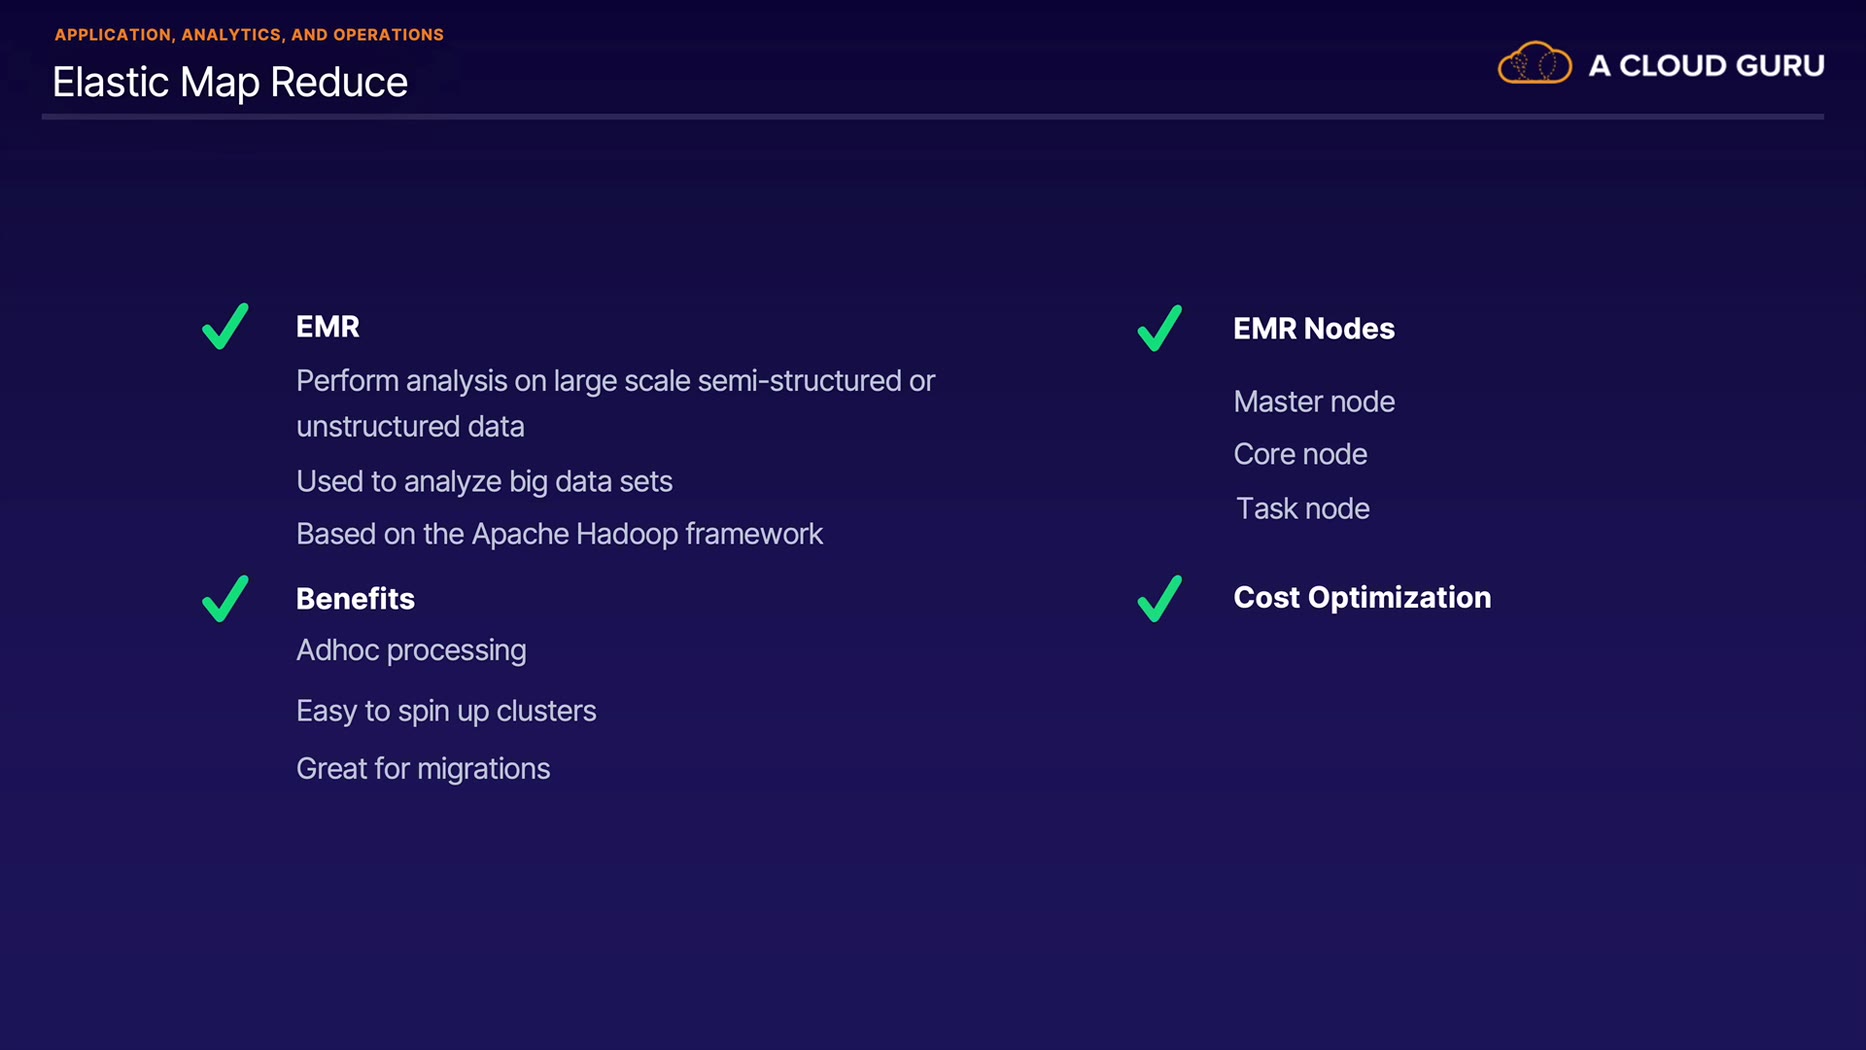 APPLICATION, ANALYTICS, AND OPERATIONS
Elastic Map Reduce
A CLOUD GURU
EMR
Perform analysis on large scale semi-structured or
unstructured data
Used to analyze big data sets
Based on the Apache Hadoop framework
Benefits
Adhoc processing
Easy to spin up clusters
Great for migrations
EMR Nodes
Master node
Core node
Task node
Cost Optimization